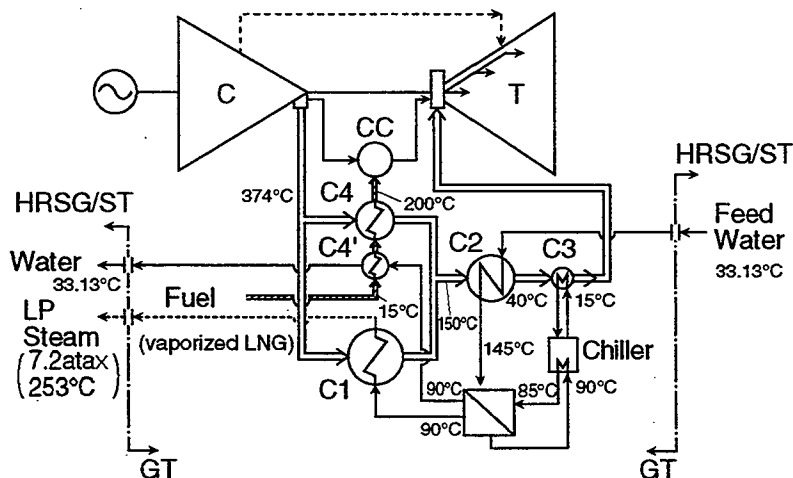 C
T
CC
HRSG/ST
374°C
C4
200°C
HRSG/ST
Feed
Water
33.13°C
C4'
C2
C3
Water
33.13°C
Fuel
15°C
150°C
40°C
15°C
LP
Steam
(7.2atax
253°C)
(vaporized LNG)
145°C
Chiller
C1
90°C
85°C
90°C
90°C
M
M
GT
GT